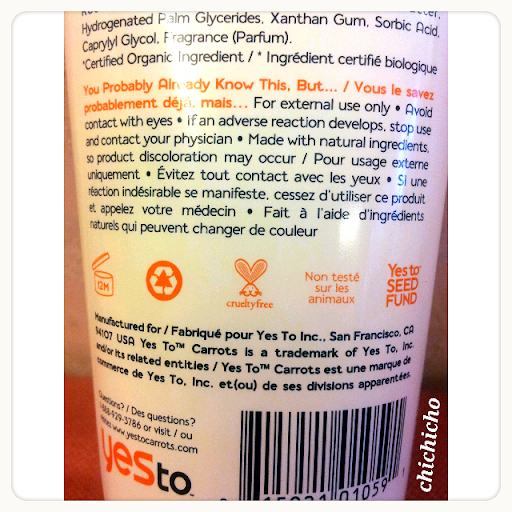 Hydrogenated Palm Glycerides, Xanthan Gum, Sorbic Acid,
Caprylyl Glycol, Fragrance (Parfum).
*Certified Organic Ingredient / * Ingrédient certifié biologique
You Probably Already Know This, But... / Vous le savez
probablement déjà, mais... For external use only • Avoid
contact with eyes • If an adverse reaction develops, stop use
and contact your physician • Made with natural ingredients,
so product discoloration may occur / Pour usage externe
uniquement • Évitez tout contact avec les yeux • Si une
réaction indésirable se manifeste, cessez d'utiliser ce produit
et appelez votre médecin • Fait à l'aide d'ingrédients
naturels qui peuvent changer de couleur
12M
crueltyfree
Non testé
sur les
animaux
Yes to
SEED
FUND
Manufactured for / Fabriqué pour Yes To Inc., San Francisco, CA
94107 USA Yes To™ Carrots is a trademark of Yes To, Inc.
and/or its related entities / Yes To™ Carrots est une marque de
commerce de Yes To, Inc. et(ou) de ses divisions apparentées.
Questions? / Des questions?
1-888-929-3786 or visit / ou
www.yestocarrots.com
yesto™
chichicho